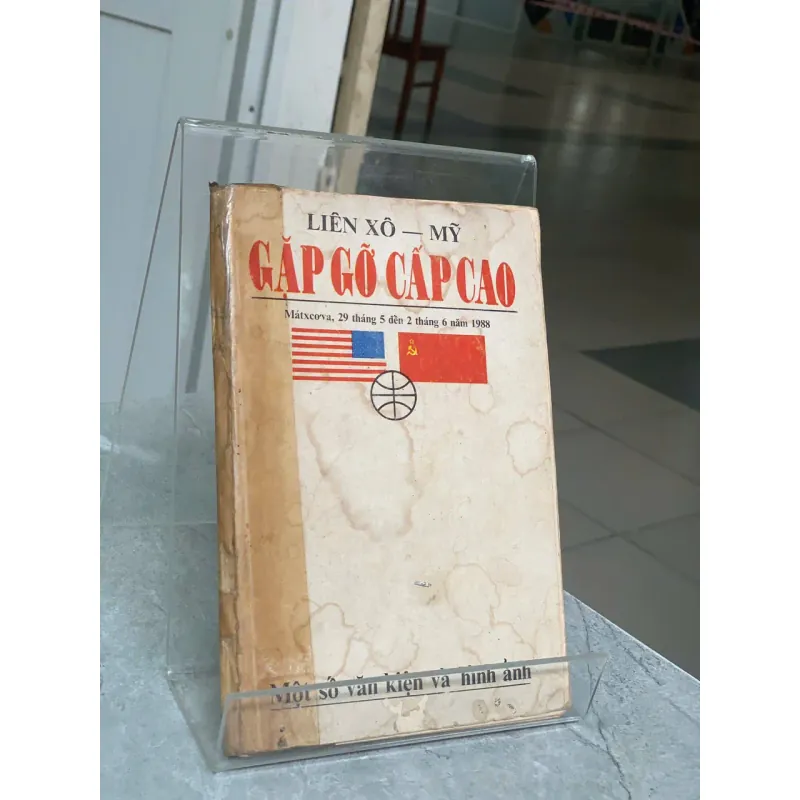 LIÊN XÔ — MỸ
GẶP GỠ CẤP CAO
Mátxcơva, 29 tháng 5 đến 2 tháng 6 năm 1988
Một số văn kiện và hình ảnh